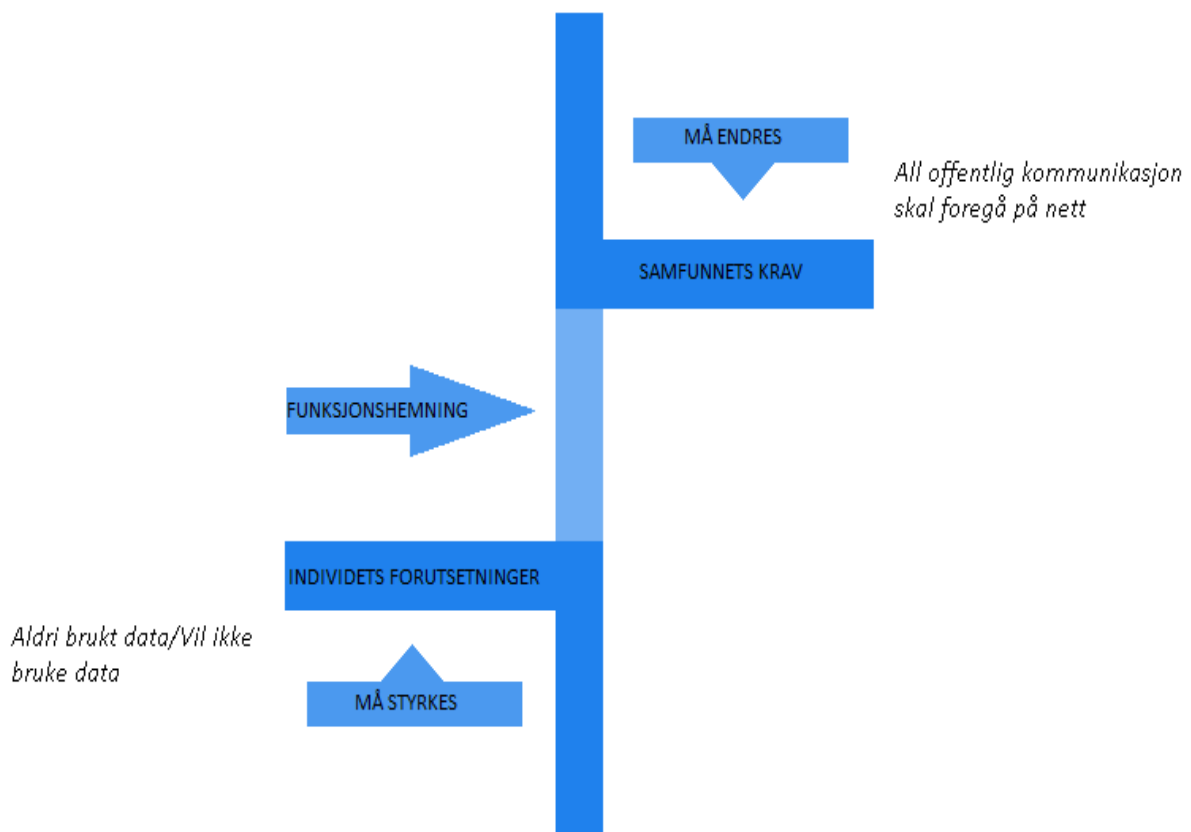 MÅ ENDRES
All offentlig kommunikasjon
skal foregå på nett
SAMFUNNETS KRAV
FUNKSJONSHEMNING
INDIVIDETS FORUTSETNINGER
Aldri brukt data/Vil ikke
bruke data
MÅ STYRKES